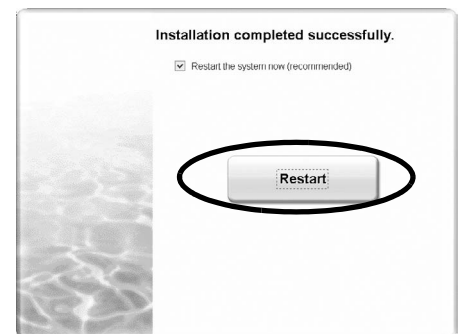 Installation completed successfully.
Restart the system now (recommended)
Restart